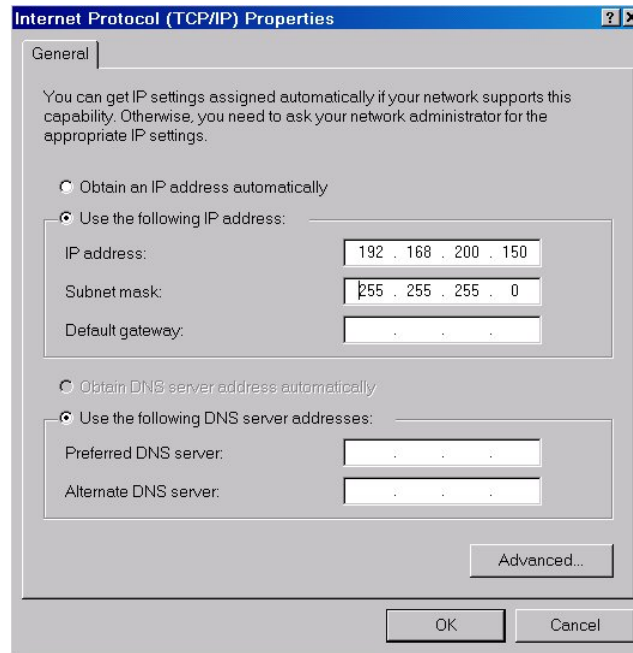 Internet Protocol (TCP/IP) Properties
General
You can get IP settings assigned automatically if your network supports this
capability. Otherwise, you need to ask your network administrator for the
appropriate IP settings.
Obtain an IP address automatically
Use the following IP address:
IP address: 192 . 168 . 200 . 150
Subnet mask: 255 . 255 . 255 . 0
Default gateway: . . .
Obtain DNS server address automatically
Use the following DNS server addresses:
Preferred DNS server: . . .
Alternate DNS server: . . .
Advanced...
OK Cancel